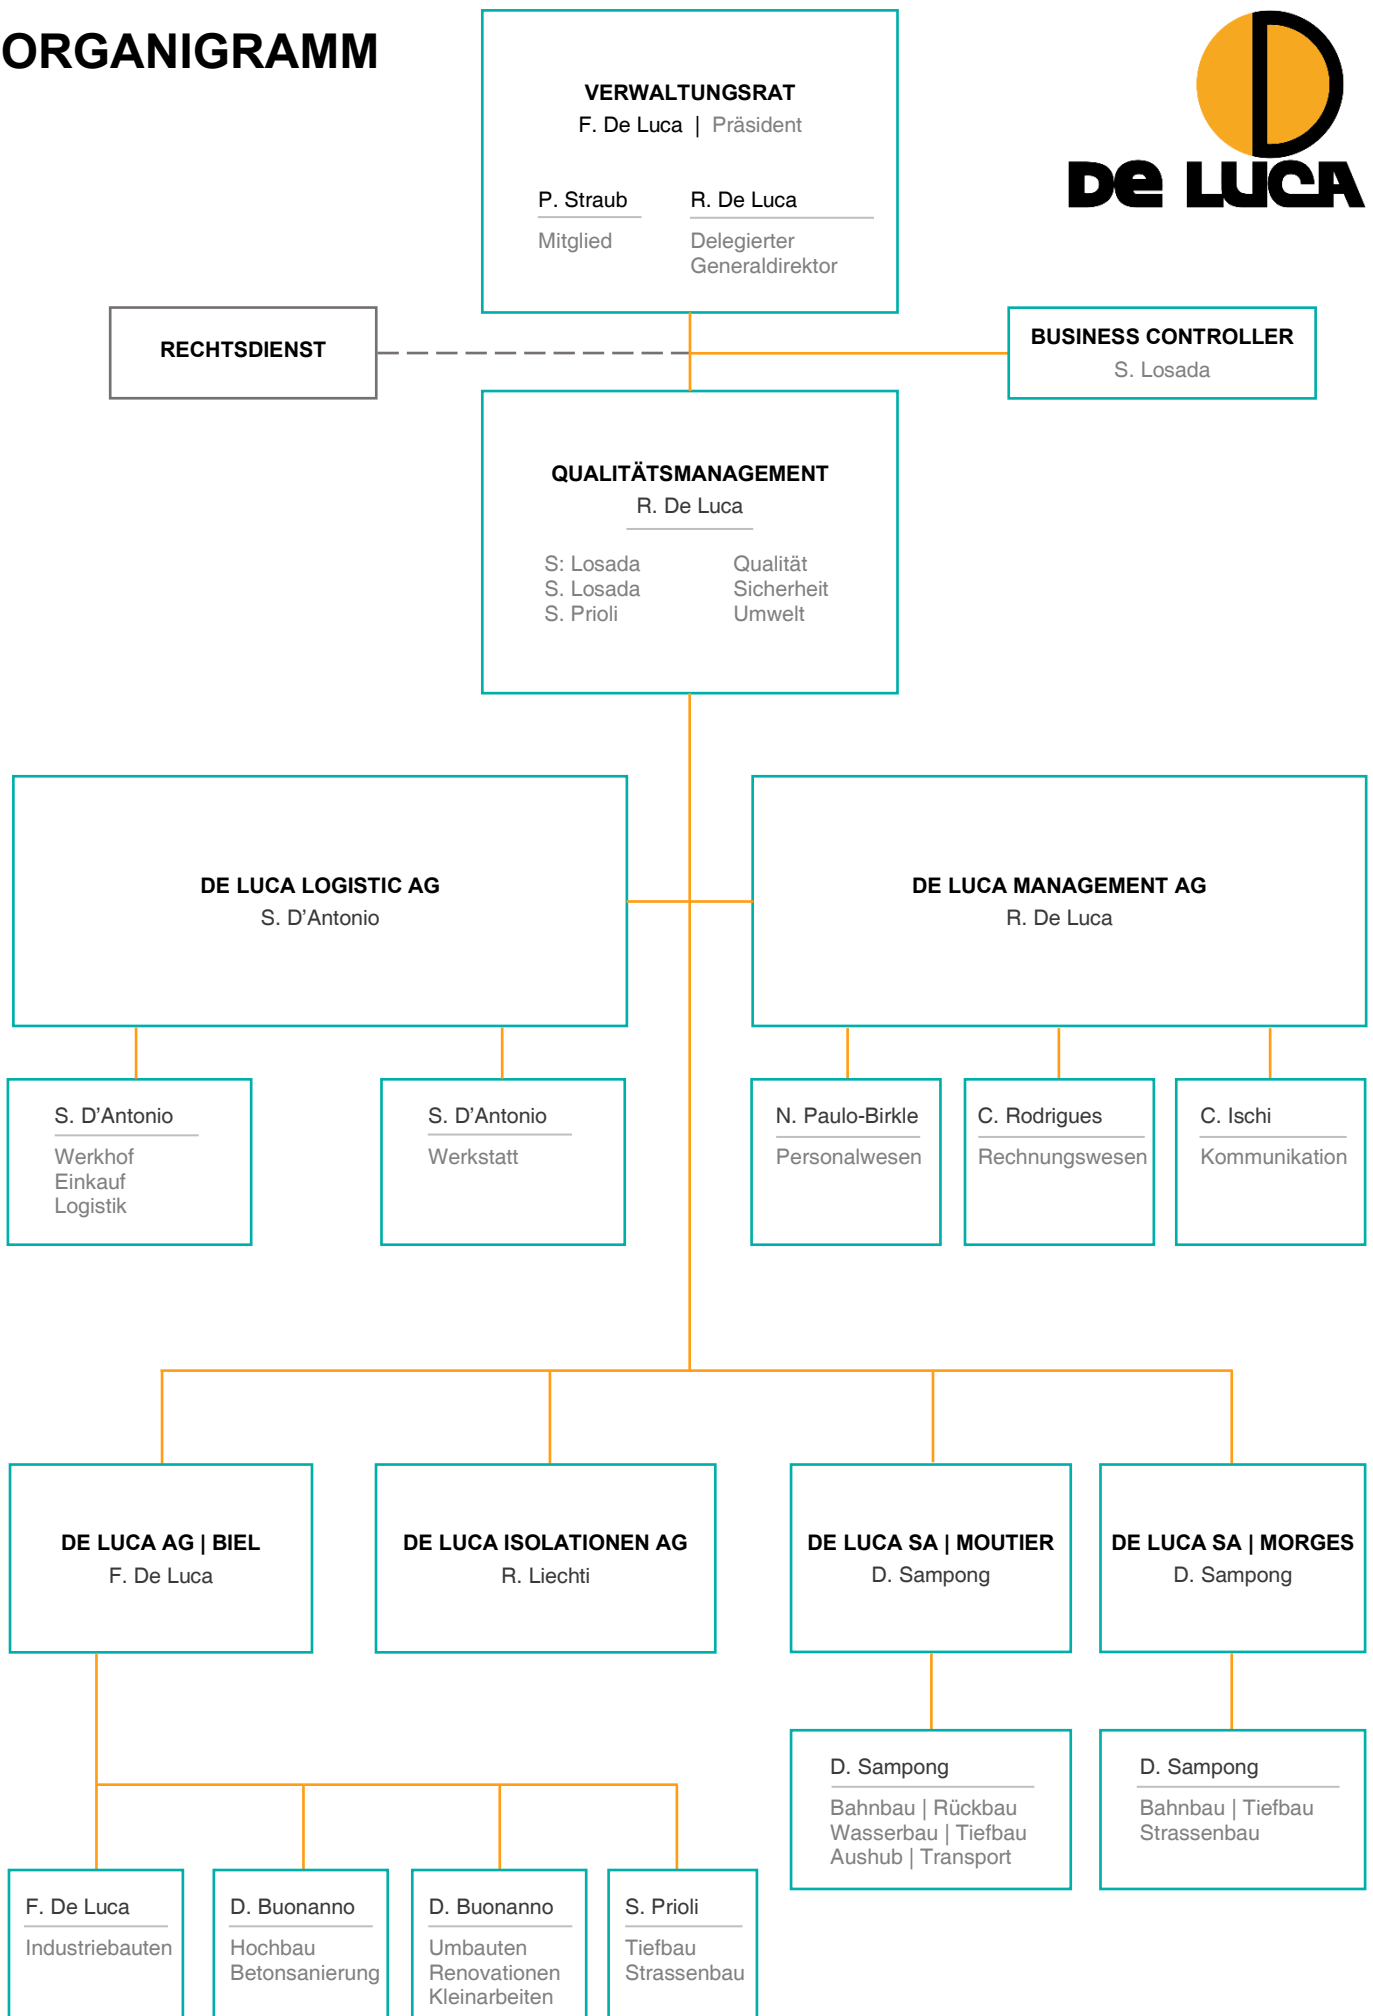 ORGANIGRAMM
DE LUCA
VERWALTUNGSRAT
F. De Luca | Präsident
P. Straub
Mitglied
R. De Luca
Delegierter
Generaldirektor
RECHTSDIENST
BUSINESS CONTROLLER
S. Losada
QUALITÄTSMANAGEMENT
R. De Luca
S: Losada Qualität
S. Losada Sicherheit
S. Prioli Umwelt
DE LUCA LOGISTIC AG
S. D’Antonio
DE LUCA MANAGEMENT AG
R. De Luca
S. D’Antonio
Werkhof
Einkauf
Logistik
S. D’Antonio
Werkstatt
N. Paulo-Birkle
Personalwesen
C. Rodrigues
Rechnungswesen
C. Ischi
Kommunikation
DE LUCA AG | BIEL
F. De Luca
DE LUCA ISOLATIONEN AG
R. Liechti
DE LUCA SA | MOUTIER
D. Sampong
DE LUCA SA | MORGES
D. Sampong
D. Sampong
Bahnbau | Rückbau
Wasserbau | Tiefbau
Aushub | Transport
D. Sampong
Bahnbau | Tiefbau
Strassenbau
F. De Luca
Industriebauten
D. Buonanno
Hochbau
Betonsanierung
D. Buonanno
Umbauten
Renovationen
Kleinarbeiten
S. Prioli
Tiefbau
Strassenbau